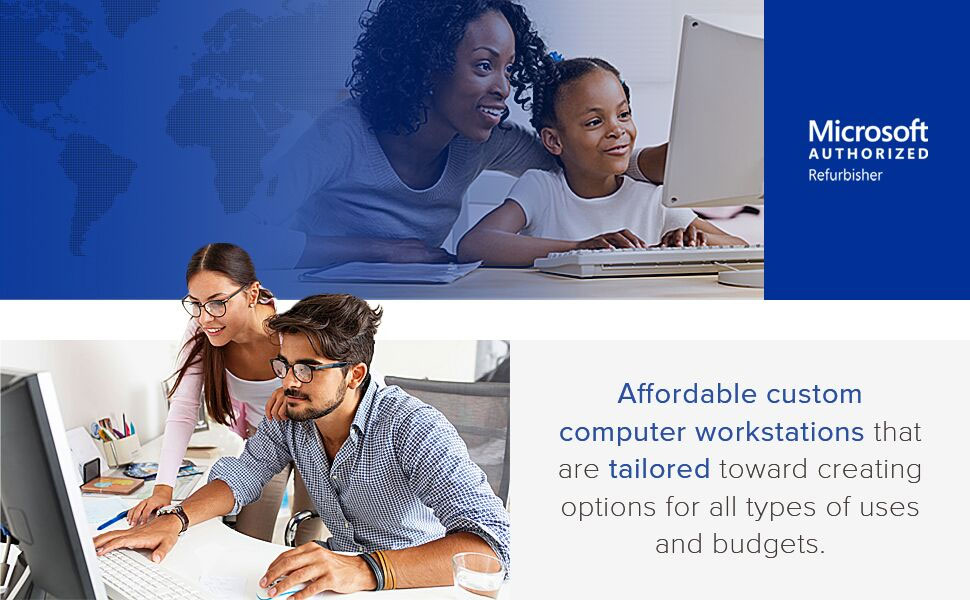 Microsoft
AUTHORIZED
Refurbisher
Affordable custom
computer workstations that
are tailored toward creating
options for all types of uses
and budgets.